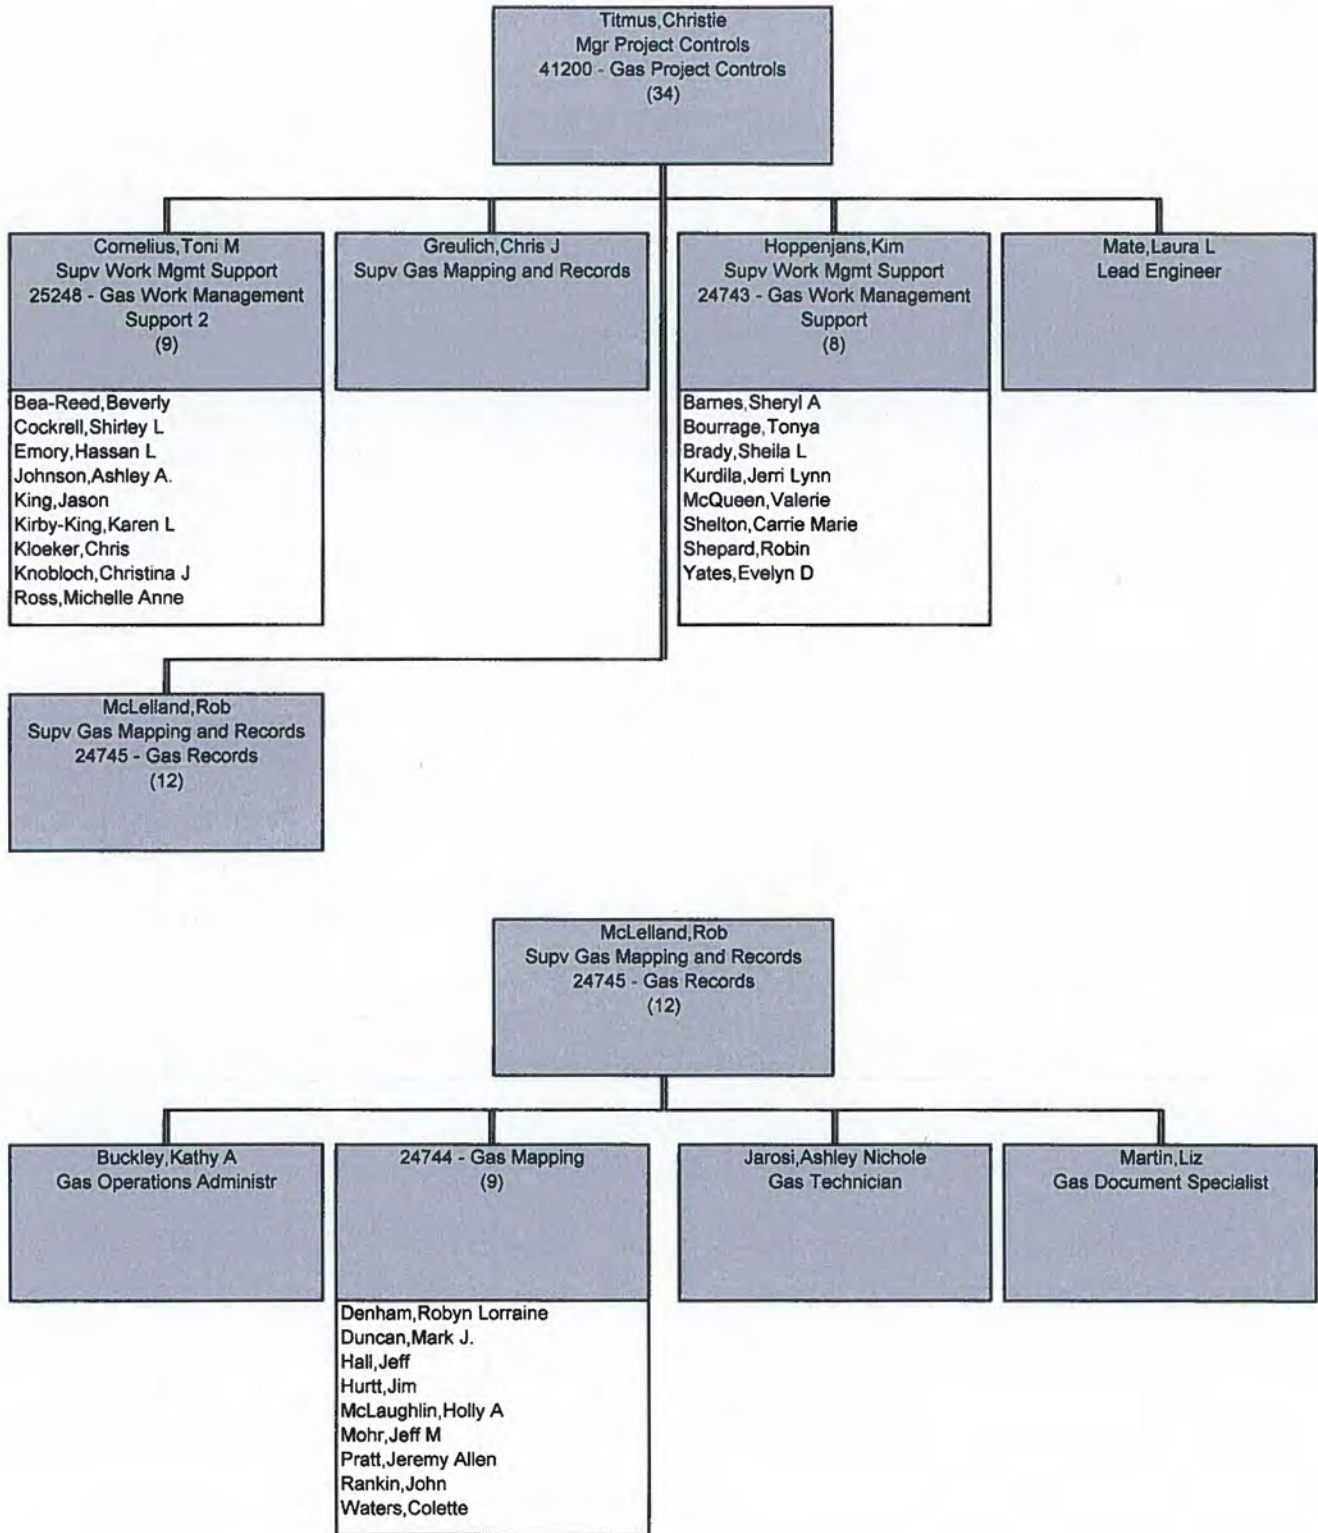 Titmus,Christie
Mgr Project Controls
41200 - Gas Project Controls
(34)
Cornelius,Toni M
Supv Work Mgmt Support
25248 - Gas Work Management
Support 2
(9)
Bea-Reed,Beverly
Cockrell,Shirley L
Emory,Hassan L
Johnson,Ashley A.
King,Jason
Kirby-King,Karen L
Kloeker,Chris
Knobloch,Christina J
Ross,Michelle Anne
Greulich,Chris J
Supv Gas Mapping and Records
Hoppenjans,Kim
Supv Work Mgmt Support
24743 - Gas Work Management
Support
(8)
Barnes,Sheryl A
Bourrage,Tonya
Brady,Sheila L
Kurdila,Jerri Lynn
McQueen,Valerie
Shelton,Carrie Marie
Shepard,Robin
Yates,Evelyn D
Mate,Laura L
Lead Engineer
McLelland,Rob
Supv Gas Mapping and Records
24745 - Gas Records
(12)
McLelland,Rob
Supv Gas Mapping and Records
24745 - Gas Records
(12)
Buckley,Kathy A
Gas Operations Administr
24744 - Gas Mapping
(9)
Denham,Robyn Lorraine
Duncan,Mark J.
Hall,Jeff
Hurtt,Jim
McLaughlin,Holly A
Mohr,Jeff M
Pratt,Jeremy Allen
Rankin,John
Waters,Colette
Jarosi,Ashley Nichole
Gas Technician
Martin,Liz
Gas Document Specialist